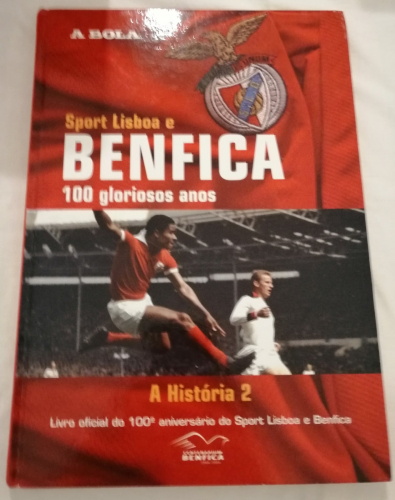 A BOLA
Sport Lisboa e
BENFICA
100 gloriosos anos
A História 2
Livro oficial do 100º aniversário do Sport Lisboa e Benfica
BENFICA